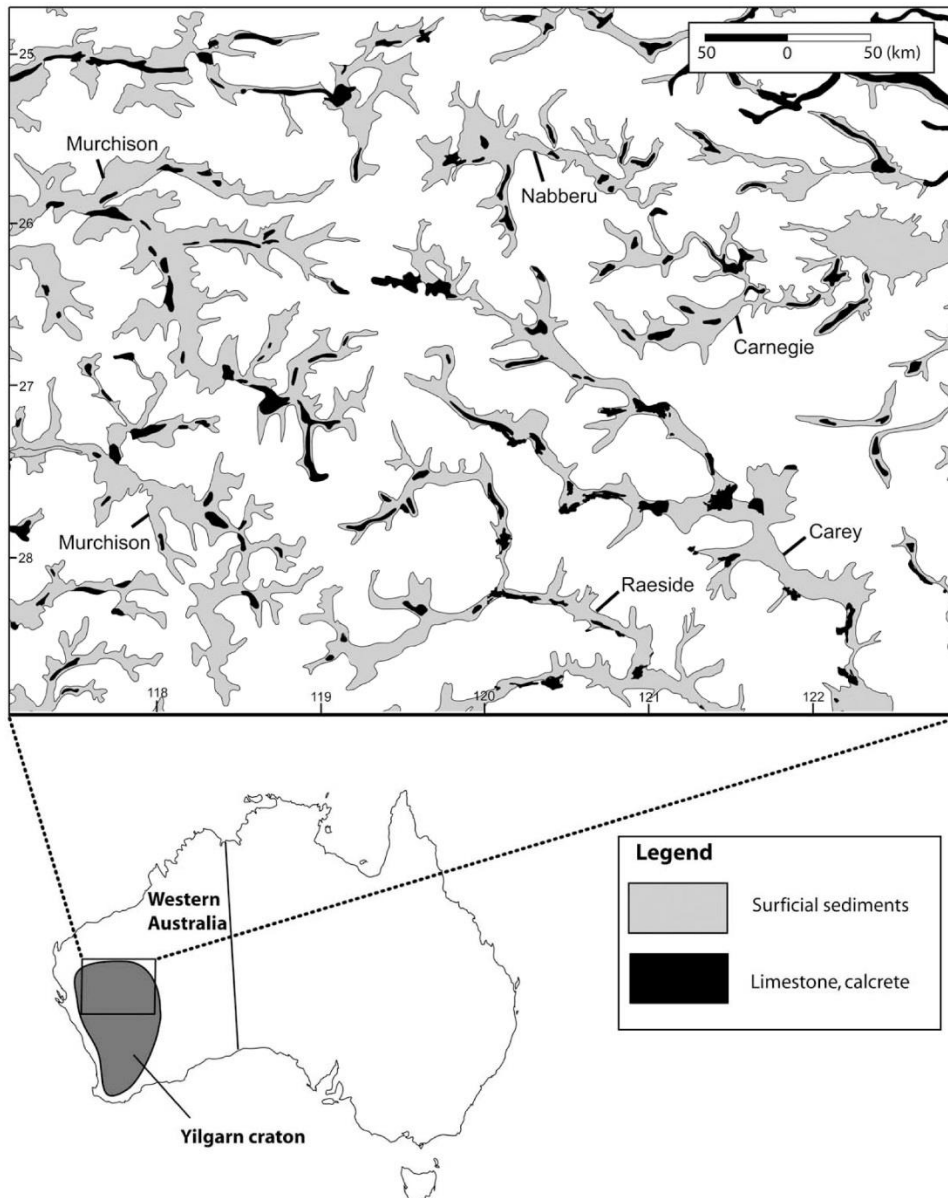 25
50 0 50 (km)
Murchison
Nabberu
26
Carnegie
27
Murchison
28
Carey
Raeside
118 119 120 121 122
Legend
Western
Australia
Surficial sediments
Limestone, calcrete
Yilgarn craton